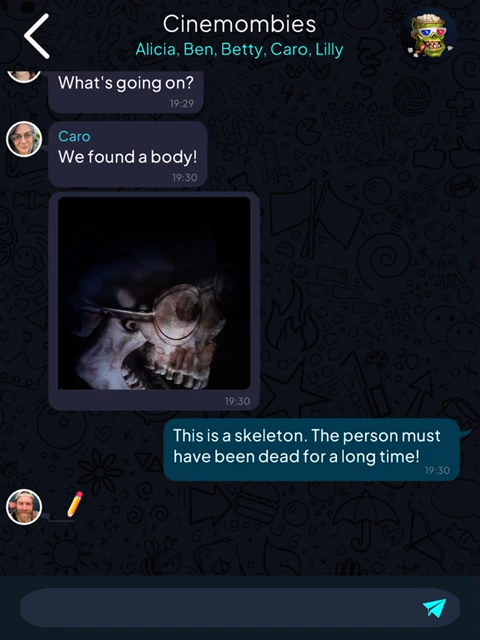 Cinemombies
Alicia, Ben, Betty, Caro, Lilly
What's going on?
19:29
Caro
We found a body!
19:30
19:30
This is a skeleton. The person must
have been dead for a long time!
19:30